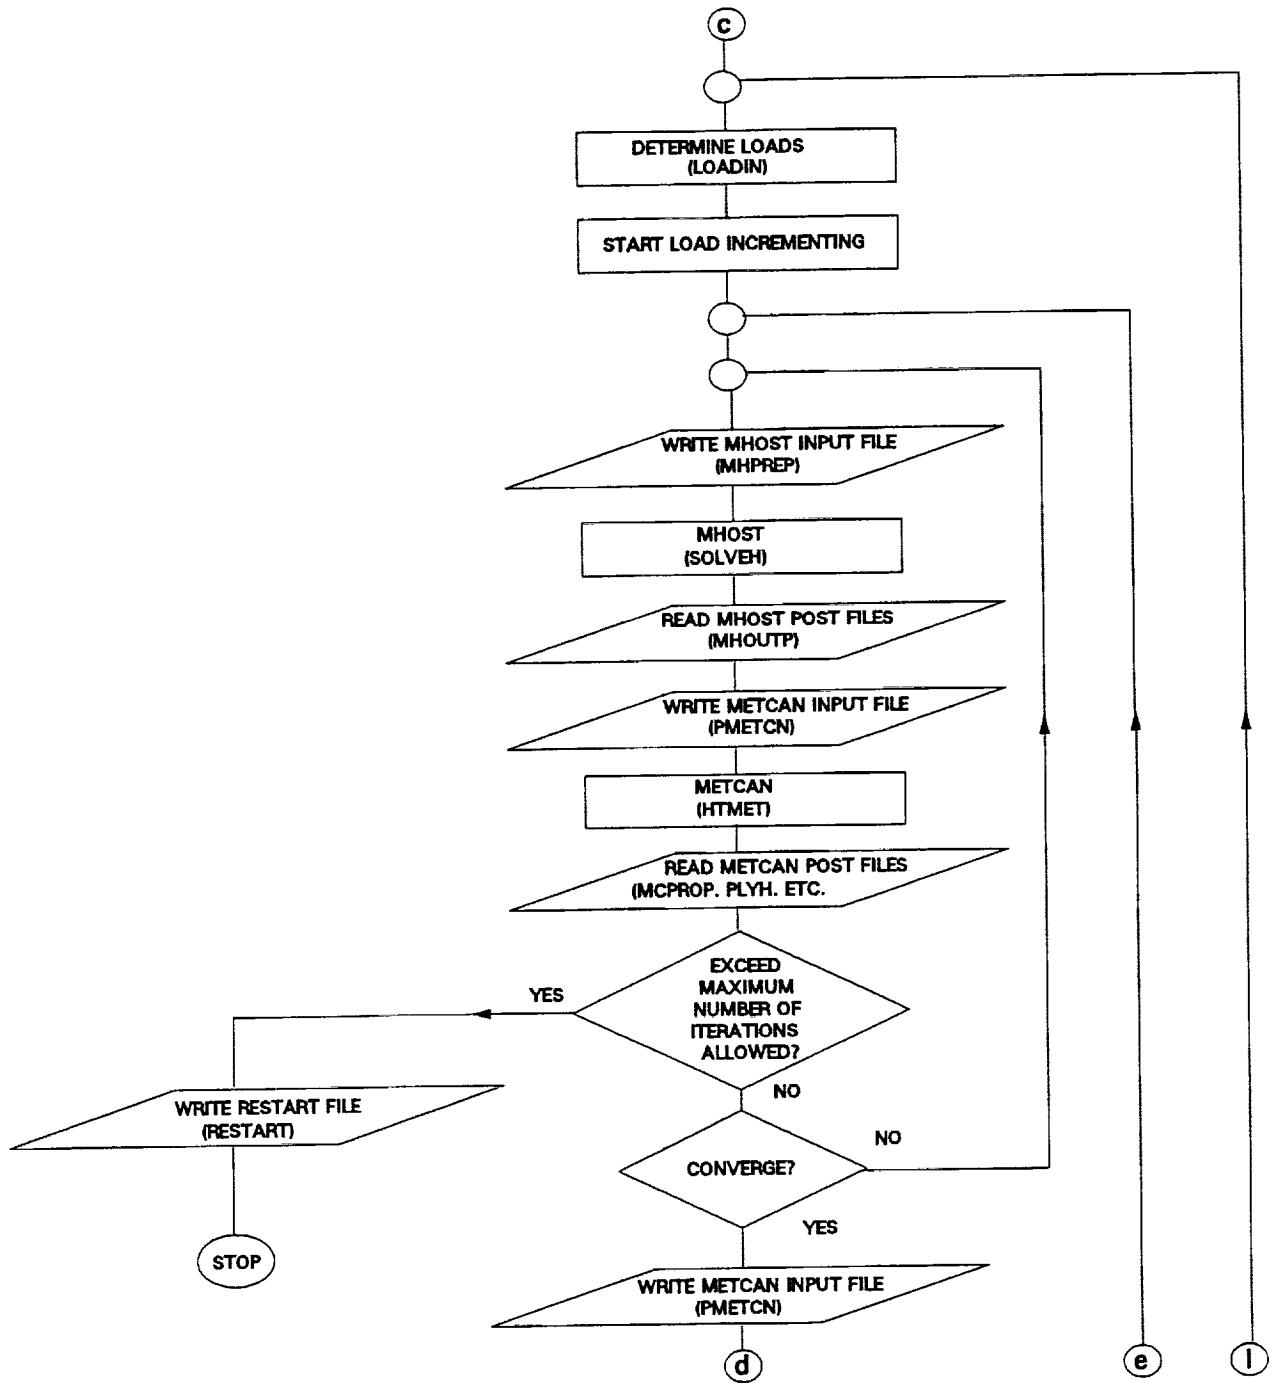 c
DETERMINE LOADS
(LOADIN)
START LOAD INCREMENTING
WRITE MHOST INPUT FILE
(MHPREP)
MHOST
(SOLVEH)
READ MHOST POST FILES
(MHOUTP)
WRITE METCAN INPUT FILE
(PMETCN)
METCAN
(HTMET)
READ METCAN POST FILES
(MCPROP. PLYH. ETC.
EXCEED
MAXIMUM
NUMBER OF
ITERATIONS
ALLOWED?
YES
NO
WRITE RESTART FILE
(RESTART)
STOP
CONVERGE?
NO
YES
WRITE METCAN INPUT FILE
(PMETCN)
d
e
l